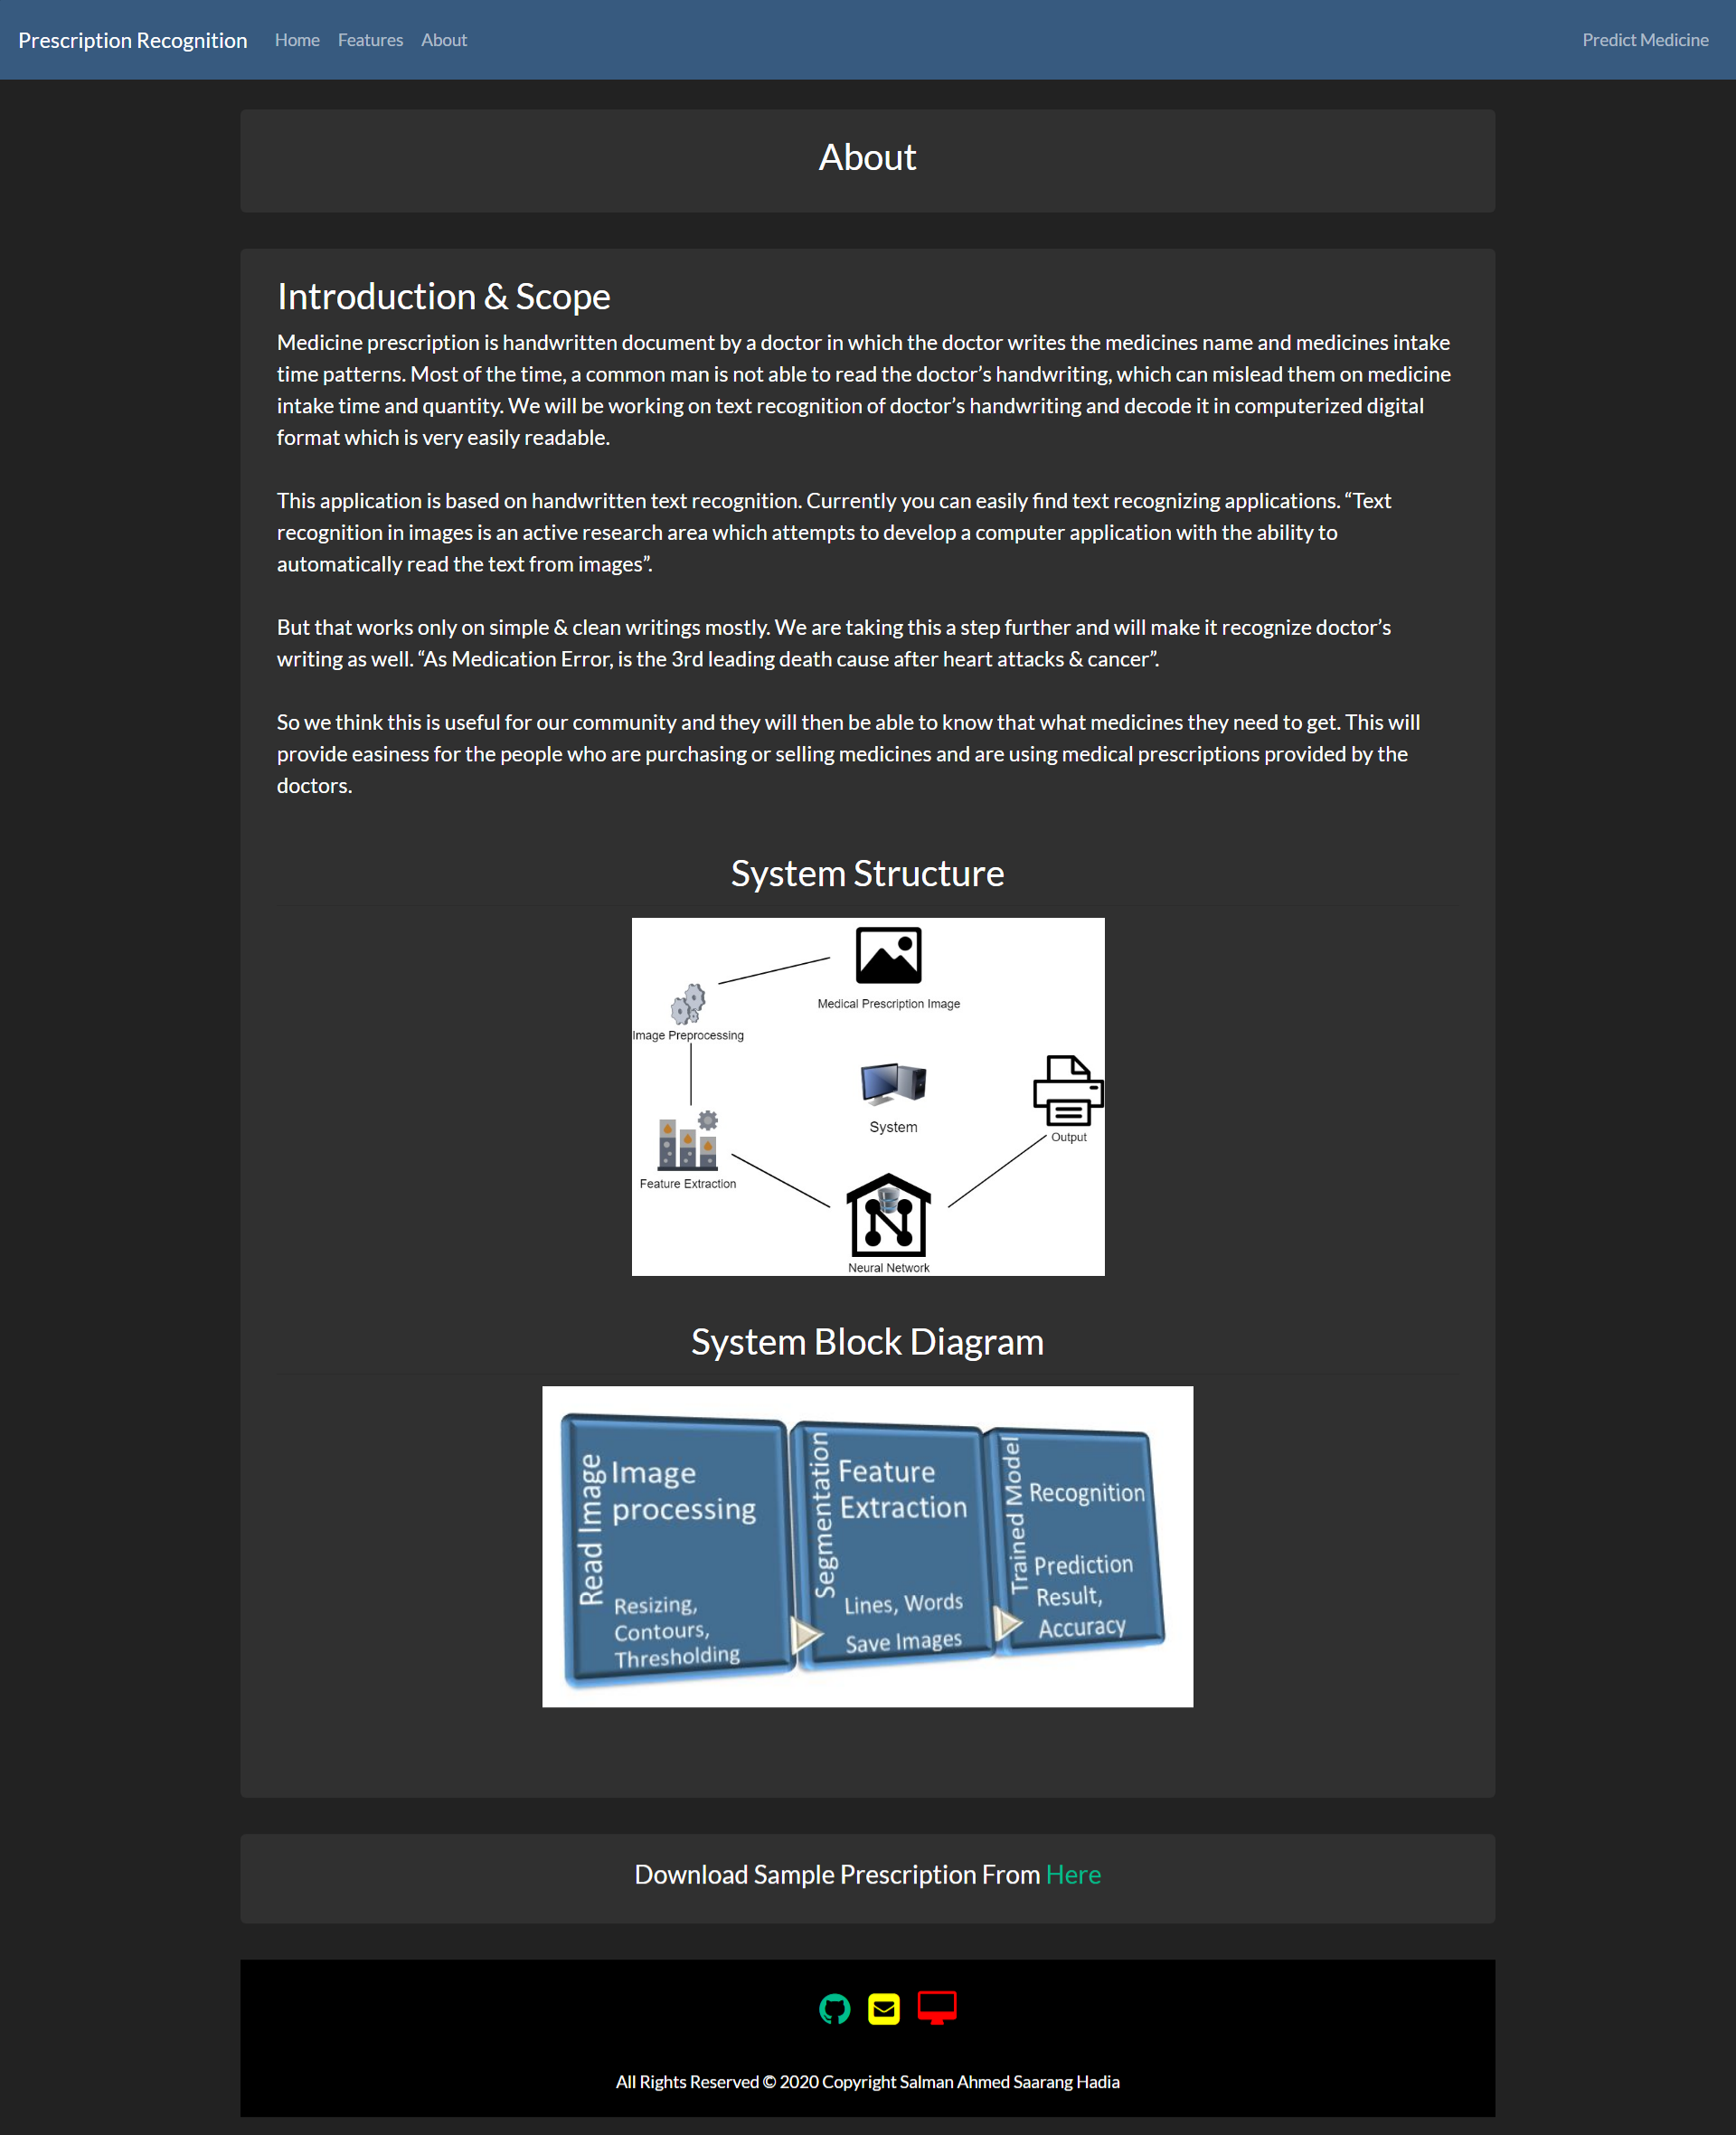 Prescription Recognition Home Features About Predict Medicine
About
Introduction & Scope
Medicine prescription is handwritten document by a doctor in which the doctor writes the medicines name and medicines intake
time patterns. Most of the time, a common man is not able to read the doctor’s handwriting, which can mislead them on medicine
intake time and quantity. We will be working on text recognition of doctor’s handwriting and decode it in computerized digital
format which is very easily readable.
This application is based on handwritten text recognition. Currently you can easily find text recognizing applications. “Text
recognition in images is an active research area which attempts to develop a computer application with the ability to
automatically read the text from images”.
But that works only on simple & clean writings mostly. We are taking this a step further and will make it recognize doctor’s
writing as well. “As Medication Error, is the 3rd leading death cause after heart attacks & cancer”.
So we think this is useful for our community and they will then be able to know that what medicines they need to get. This will
provide easiness for the people who are purchasing or selling medicines and are using medical prescriptions provided by the
doctors.
System Structure
Medical Prescription Image
Image Preprocessing
System
Output
Feature Extraction
Neural Network
System Block Diagram
Read Image
Image
processing
Resizing,
Contours,
Thresholding
Segmentation
Feature
Extraction
Lines, Words
Save Images
Trained Model
Recognition
Prediction
Result,
Accuracy
Download Sample Prescription From Here
All Rights Reserved © 2020 Copyright Salman Ahmed Saarang Hadia